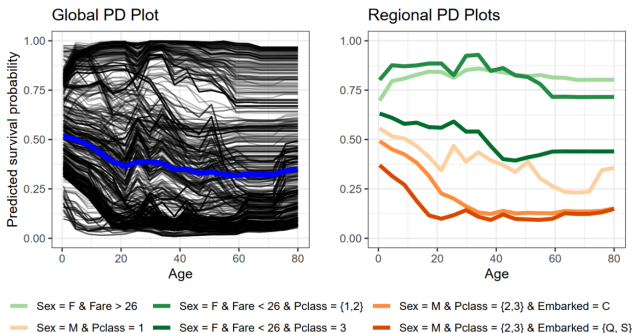 Global PD Plot
Regional PD Plots
Predicted survival probability
1.00
0.75
0.50
0.25
0.00
0 20 40 60 80
Age
1.00
0.75
0.50
0.25
0.00
0 20 40 60 80
Age
Sex = F & Fare > 26
Sex = F & Fare < 26 & Pclass = {1,2}
Sex = M & Pclass = {2,3} & Embarked = C
Sex = M & Pclass = 1
Sex = F & Fare < 26 & Pclass = 3
Sex = M & Pclass = {2,3} & Embarked = {Q, S}